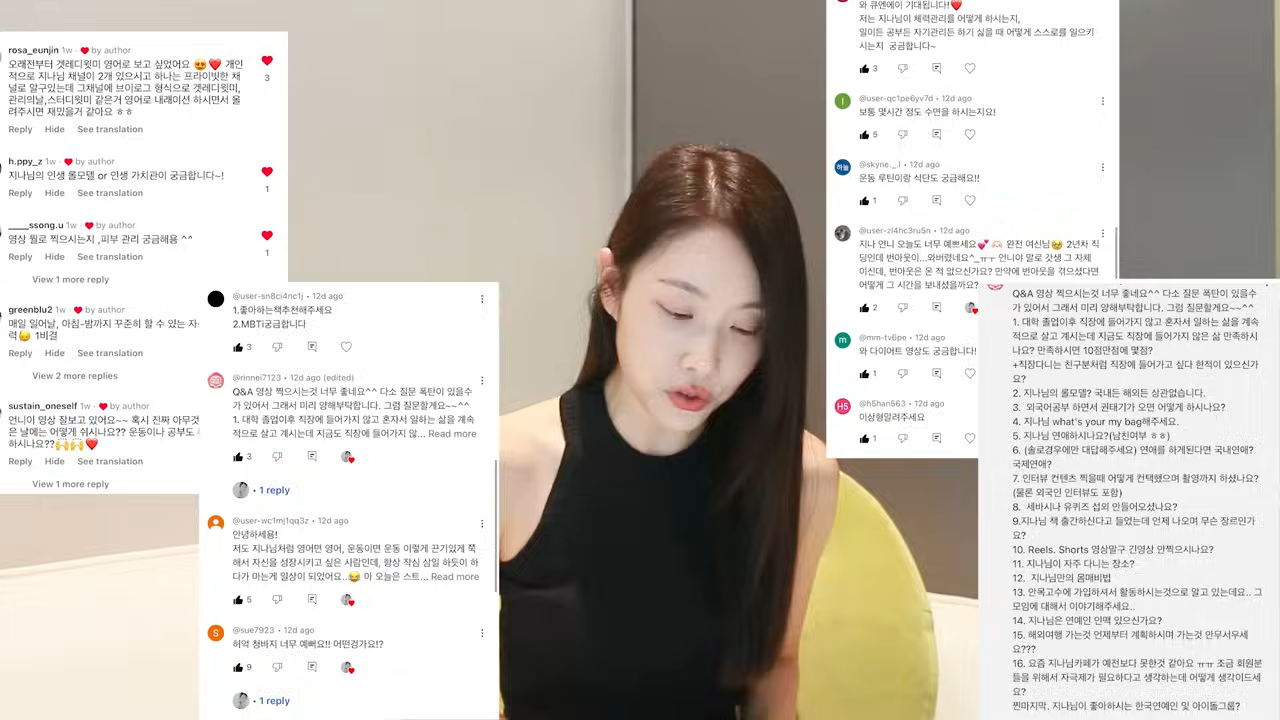 rosa_eunjin 1w · ❤️ by author
오래전부터 겟레디윗미 영어로 보고 싶었어요 😍❤️ 개인
적으로 지나님 채널이 2개 있으시고 하나는 프라이빗한 채
널로 알구있는데 그채널에 브이로그 형식으로 겟레디윗미,
관리의날,스터디윗미 같은거 영어로 내래이션 하시면서 올
려주시면 재밌을거 같아요 ㅎㅎ
3
Reply Hide See translation
h.ppy_z 1w · ❤️ by author
지나님의 인생 롤모델 or 인생 가치관이 궁금합니다~!
1
Reply Hide See translation
____ssong.u 1w · ❤️ by author
영상 뭘로 찍으시는지 ,피부 관리 궁금해용 ^^
1
Reply Hide See translation
View 1 more reply
greenblu2 1w · ❤️ by author
매일 일어날, 아침-밤까지 꾸준히 할 수 있는
력😥 1비결
Reply Hide See translation
View 2 more replies
sustain_oneself 1w · ❤️ by author
언니이 영상 잘보고 있어요~~ 혹시 진짜 아무것
은 날에는 어떻게 쉬시나요?? 운동이나 공부도
하시나요??🙌🙌❤️
Reply Hide See translation
View 1 more reply
@user-sn8ci4nc1j • 12d ago
1.좋아하는책추천해주세요
2.MBTi궁금합니다
3
@rinnei7123 • 12d ago (edited)
Q&A 영상 찍으시는것 너무 좋네요^^ 다소 질문 폭탄이 있을수
가 있어서 그래서 미리 양해부탁합니다. 그럼 질문할게요~~^^
1. 대학 졸업이후 직장에 들어가지 않고 혼자서 일하는 삶을 계속
적으로 살고 계시는데 지금도 직장에 들어가지 않... Read more
3
• 1 reply
@user-wc1mj1qq3z • 12d ago
안녕하세용!
저도 지나님처럼 영어면 영어, 운동이면 운동 이렇게 끈기있게 쭉
해서 자신을 성장시키고 싶은 사람인데, 항상 작심 삼일 하듯이 하
다가 마는게 일상이 되었어요..😂 아 오늘은 스트... Read more
5
@sue7923 • 12d ago
허억 청바지 너무 예뻐요!! 어떤겅가요!?
9
• 1 reply
와 큐엔에이 기대됩니다!❤️
저는 지나님이 체력관리를 어떻게 하시는지,
일이든 공부든 자기관리든 하기 싫을 때 어떻게 스스로를 일으키
시는지 궁금합니다~
3
@user-qc1pe6yv7d • 12d ago
보통 몇시간 정도 수면을 하시는지요!
5
하늘
@skyne._.l • 12d ago
운동 루틴이랑 식단도 궁금해요!!
1
@user-zl4hc3ru5n • 12d ago
지나 언니 오늘도 너무 예쁘세요💕🫶🏻 완전 여신님🥹 2년차 직
딩인데 번아웃이...와버렸네요^_ㅠㅜ 언니야 말로 갓생 그 자체
이신데, 번아웃은 온 적 없으신가요? 만약에 번아웃을 겪으셨다면
어떻게 그 시간을 보내셨을까요?
2
m
@mm-tv6pe • 12d ago
와 다이어트 영상도 궁금합니다!
1
H5
@h5han563 • 12d ago
이상형알려주세요
1
Q&A 영상 찍으시는것 너무 좋네요^^ 다소 질문 폭탄이 있을수
가 있어서 그래서 미리 양해부탁합니다. 그럼 질문할게요~~^^
1. 대학 졸업이후 직장에 들어가지 않고 혼자서 일하는 삶을 계속
적으로 살고 계시는데 지금도 직장에 들어가지 않은 삶 만족하시
나요? 만족하시면 10점만점에 몇점?
+직장다니는 친구분처럼 직장에 들어가고 싶다 한적이 있으신가
요?
2. 지나님의 롤모델? 국내든 해외든 상관없습니다.
3. 외국어공부 하면서 권태기가 오면 어떻게 하시나요?
4. 지나님 what's your my bag해주세요.
5. 지나님 연애하시나요?(남친여부 ㅎㅎ)
6. (솔로경우에만 대답해주세요) 연애를 하게된다면 국내연애?
국제연애?
7. 인터뷰 컨텐츠 찍을때 어떻게 컨택했으며 촬영까지 하셨나요?
(물론 외국인 인터뷰도 포함)
8. 세바시나 유퀴즈 섭외 안들어오셨나요?
9.지나님 책 출간하신다고 들었는데 언제 나오며 무슨 장르인가
요?
10. Reels. Shorts 영상말구 긴영상 안찍으시나요?
11. 지나님이 자주 다니는 장소?
12. 지나님만의 몸매비법
13. 안목고수에 가입하셔서 활동하시는것으로 알고 있는데요.. 그
모임에 대해서 이야기해주세요..
14. 지나님은 연예인 인맥 있으신가요?
15. 해외여행 가는것 언제부터 계획하시며 가는것 안무서우세
요???
16. 요즘 지나님카페가 예전보다 못한것 같아요 ㅠㅠ 조금 회원분
들을 위해서 자극제가 필요하다고 생각하는데 어떻게 생각이드세
요?
찐마지막. 지나님이 좋아하시는 한국연예인 및 아이돌그룹?